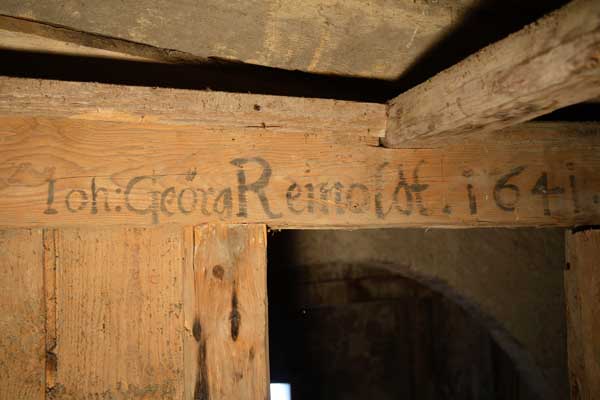 Ioh: Georg Reinoldt. 1641.